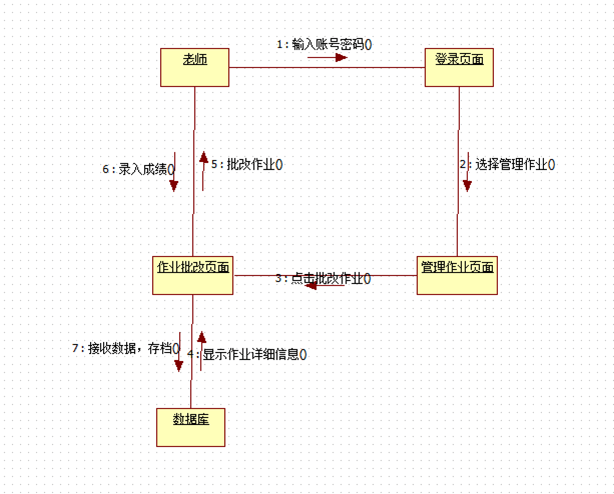 1：输入账号密码()
老师
登录页面
6：录入成绩()
5：批改作业()
2：选择管理作业()
作业批改页面
3：点击批改作业()
管理作业页面
7：接收数据，存档()
4：显示作业详细信息()
数据库